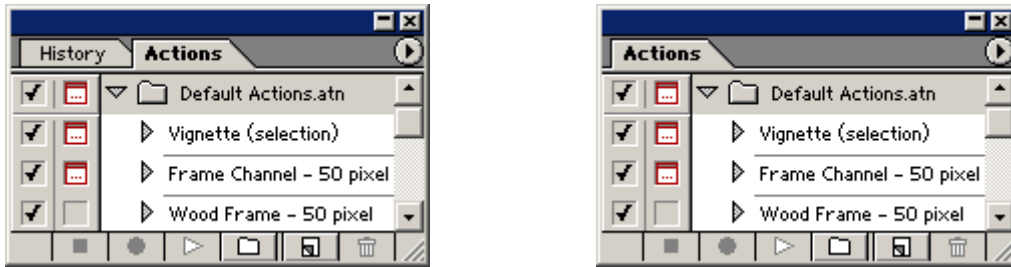 History Actions
Default Actions.atn
Vignette (selection)
Frame Channel - 50 pixel
Wood Frame - 50 pixel
Actions
Default Actions.atn
Vignette (selection)
Frame Channel - 50 pixel
Wood Frame - 50 pixel